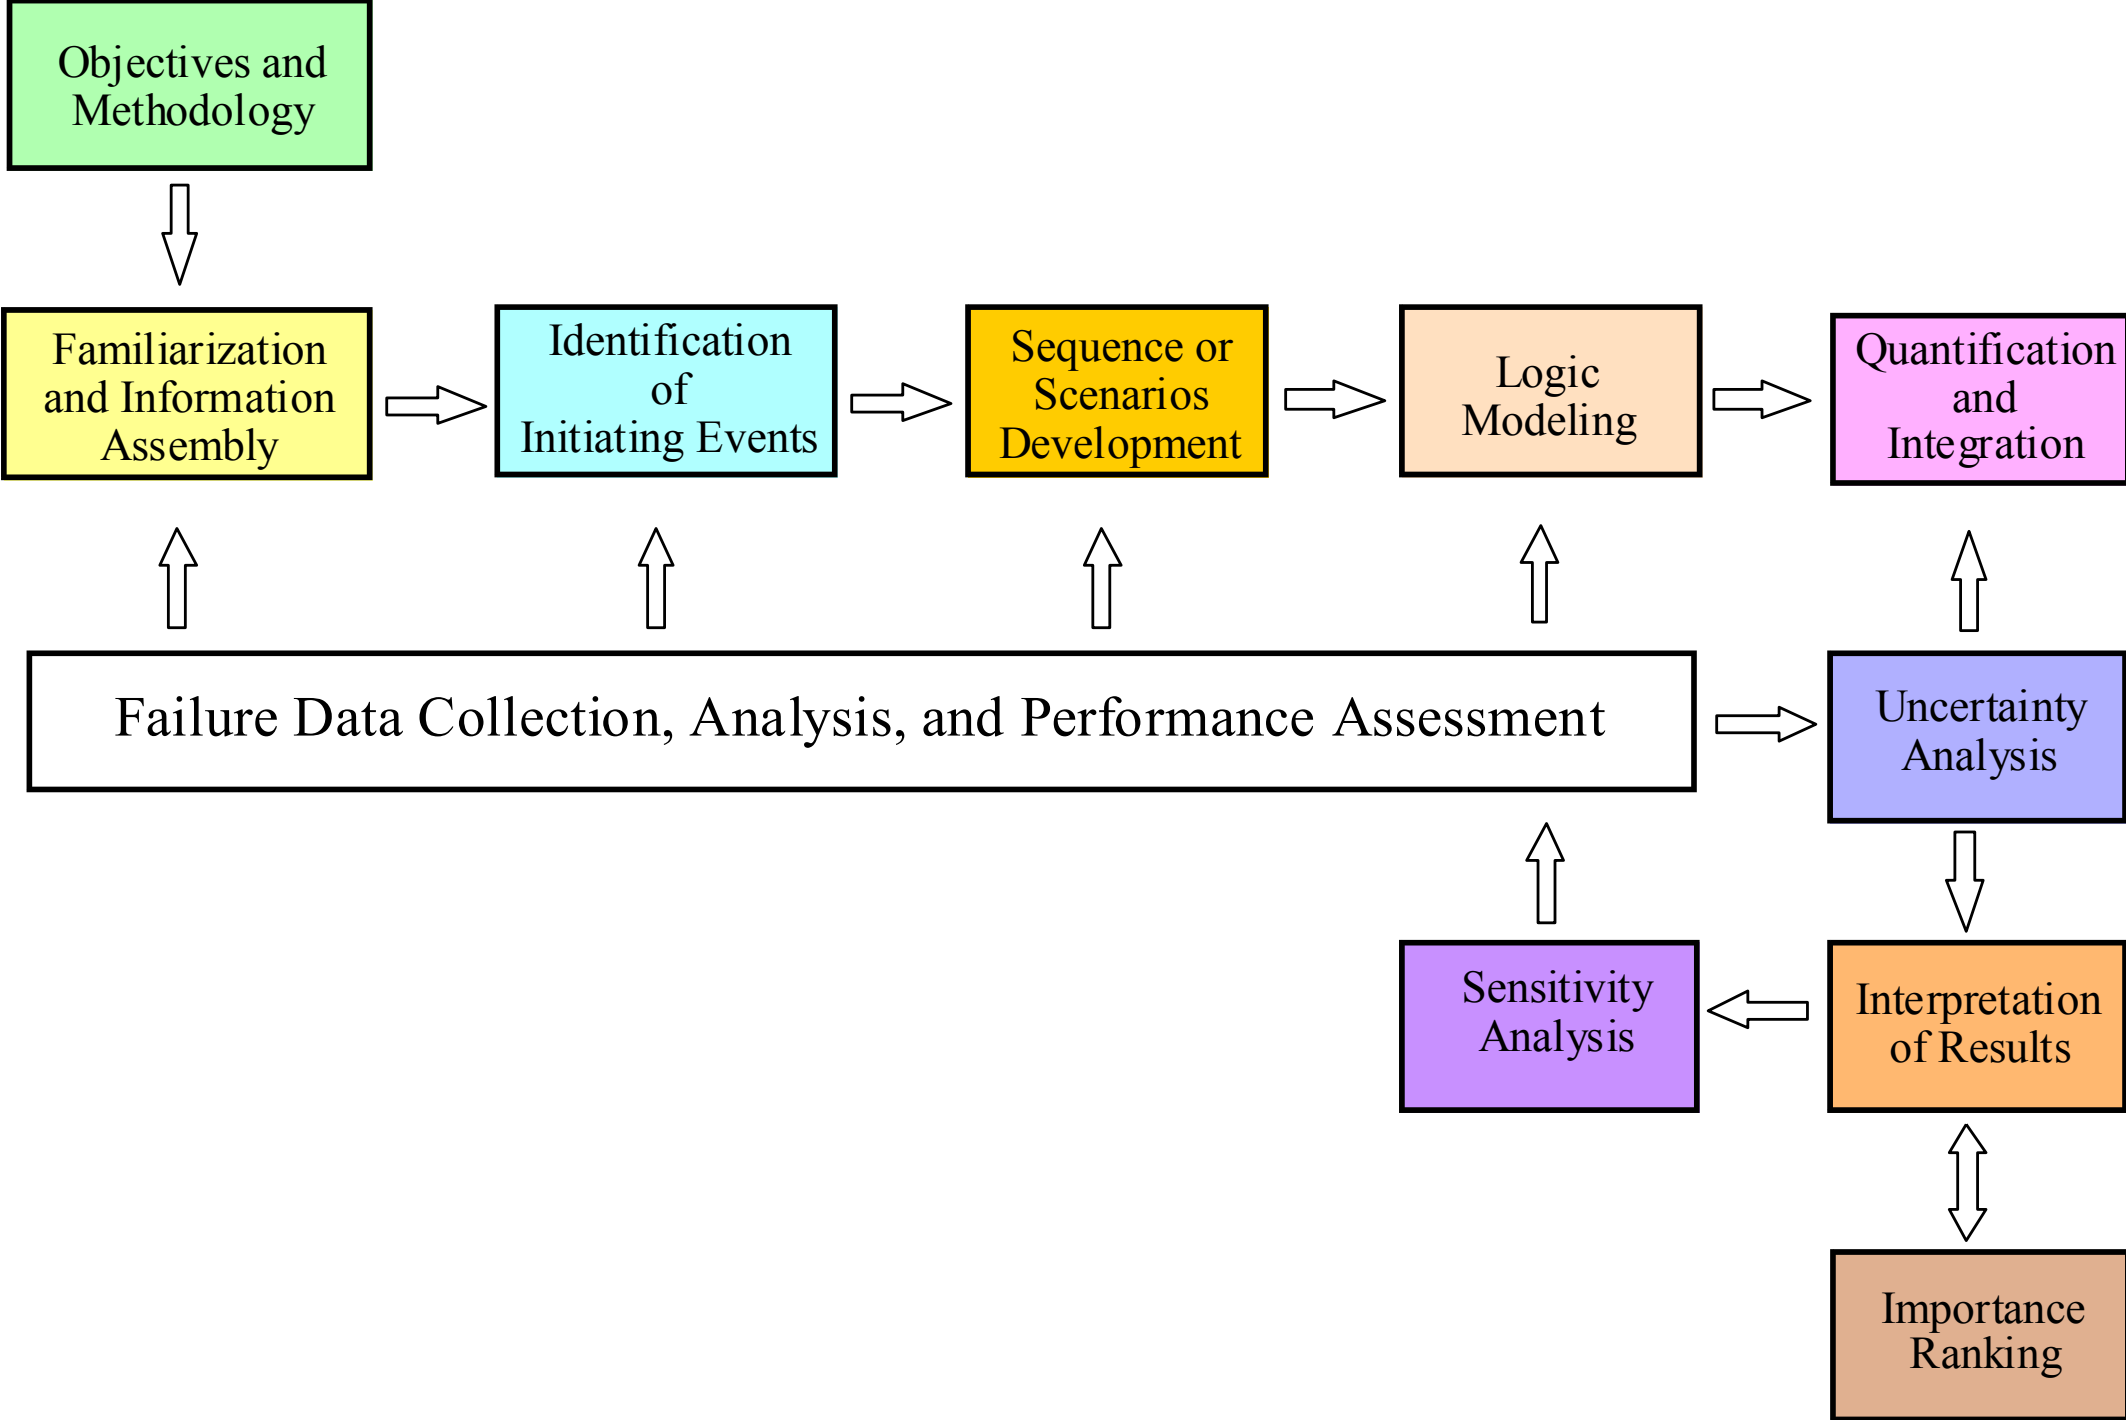 Objectives and
Methodology
Familiarization
and Information
Assembly
Identification
of
Initiating Events
Sequence or
Scenarios
Development
Logic
Modeling
Quantification
and
Integration
Failure Data Collection, Analysis, and Performance Assessment
Uncertainty
Analysis
Sensitivity
Analysis
Interpretation
of Results
Importance
Ranking